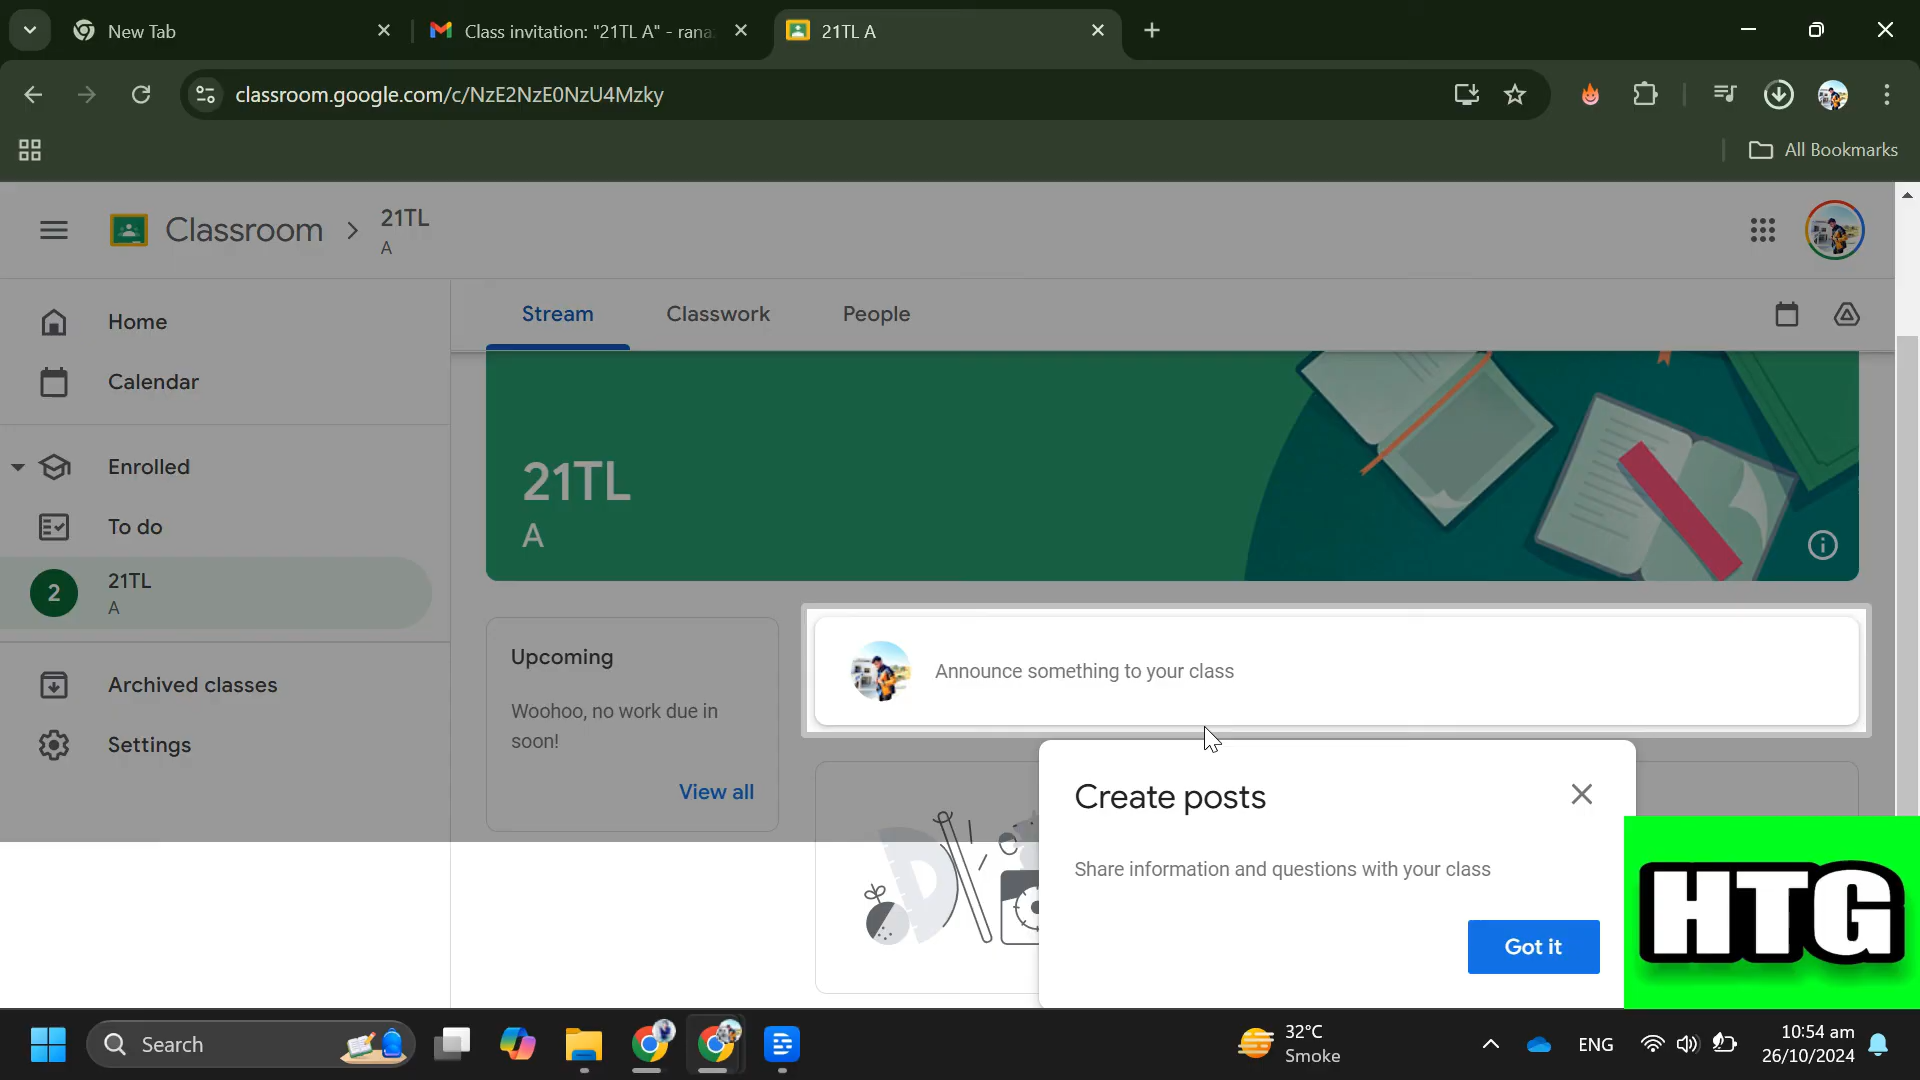 New Tab
Class invitation: "21TL A" - rana
21TL A
classroom.google.com/c/NzE2NzE0NzU4Mzky
All Bookmarks
Classroom
21TL
A
Home
Calendar
Enrolled
To do
2
21TL
A
Archived classes
Settings
Stream
Classwork
People
21TL
A
Upcoming
Woohoo, no work due in
soon!
View all
Announce something to your class
Create posts
Share information and questions with your class
Got it
HTG
Search
32°C
Smoke
ENG
10:54 am
26/10/2024